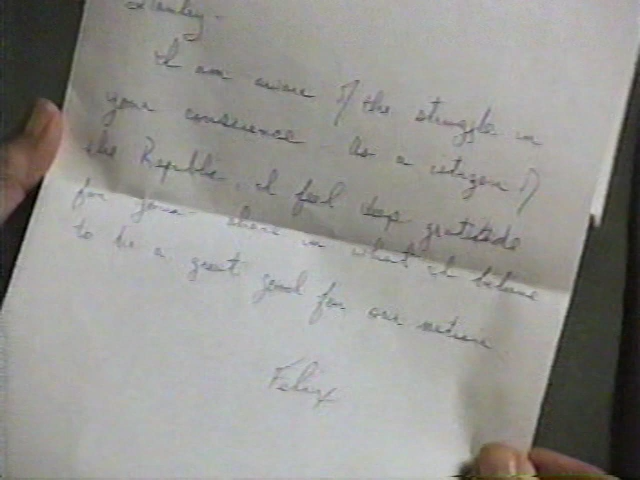 Stanley-
I am aware of the struggle in
your conscience. As a citizen of
the Republic, I feel deep gratitude
for your share in what I believe
to be a great good for our nation.
Felix